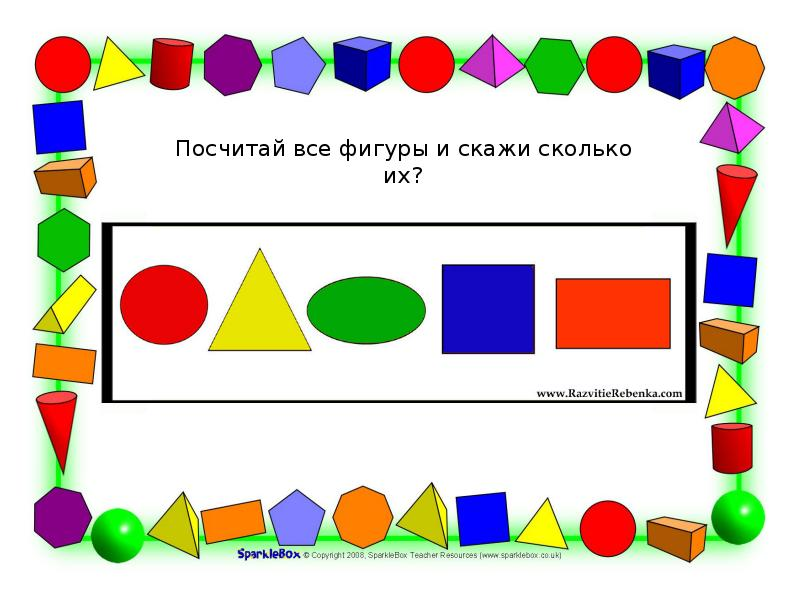 Посчитай все фигуры и скажи сколько
их?
www.RazvitieRebenka.com
SparkleBox © Copyright 2008, SparkleBox Teacher Resources (www.sparklebox.co.uk)